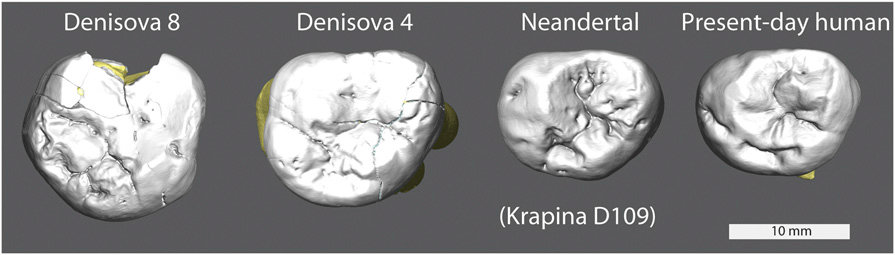 Denisova 8
Denisova 4
Neandertal
Present-day human
(Krapina D109)
10 mm